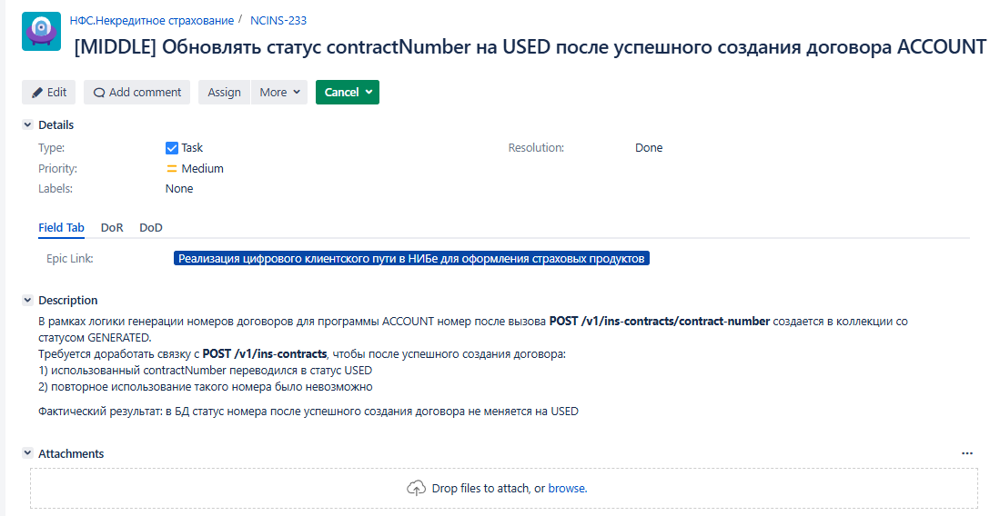 НФС.Некредитное страхование / NCINS-233
[MIDDLE] Обновлять статус contractNumber на USED после успешного создания договора ACCOUNT
Edit Add comment Assign More Cancel
Details
Type: Task Resolution: Done
Priority: Medium
Labels: None
Field Tab DoR DoD
Epic Link: Реализация цифрового клиентского пути в НИБе для оформления страховых продуктов
Description
В рамках логики генерации номеров договоров для программы ACCOUNT номер после вызова POST /v1/ins-contracts/contract-number создается в коллекции со
статусом GENERATED.
Требуется доработать связку с POST /v1/ins-contracts, чтобы после успешного создания договора:
1) использованный contractNumber переводился в статус USED
2) повторное использование такого номера было невозможно
Фактический результат: в БД статус номера после успешного создания договора не меняется на USED
Attachments
Drop files to attach, or browse.